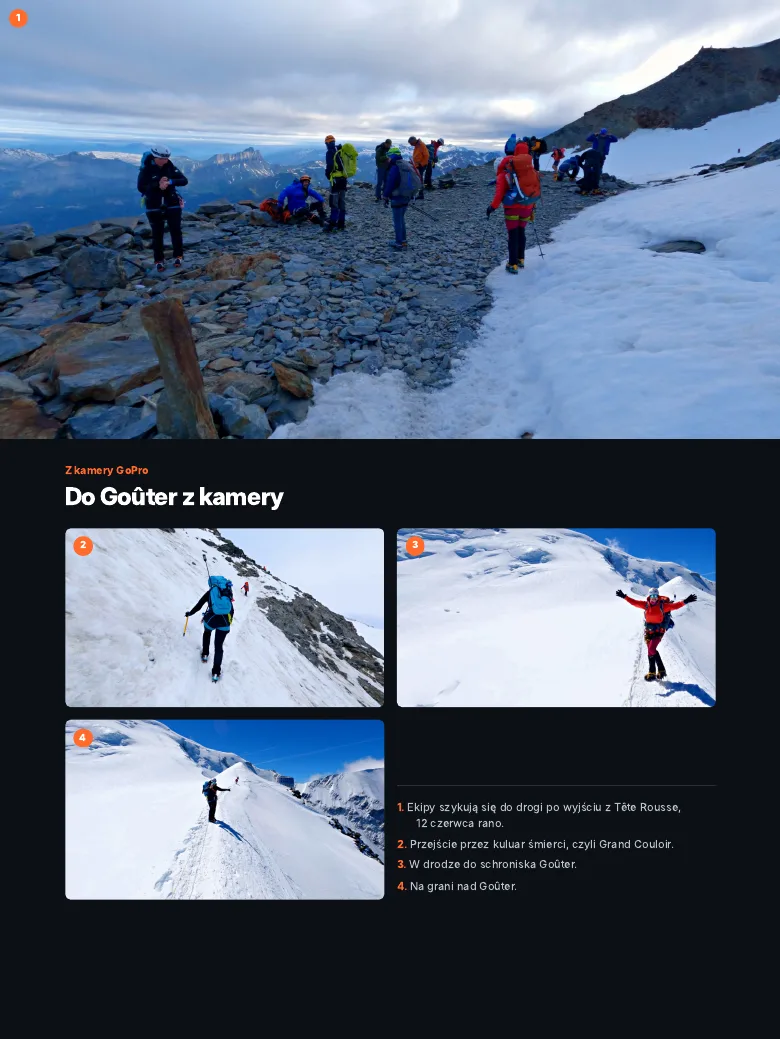 1
Z kamery GoPro
Do Goûter z kamery
2
3
4
1. Ekipy szykują się do drogi po wyjściu z Tête Rousse,
12 czerwca rano.
2. Przejście przez kuluar śmierci, czyli Grand Couloir.
3. W drodze do schroniska Goûter.
4. Na grani nad Goûter.